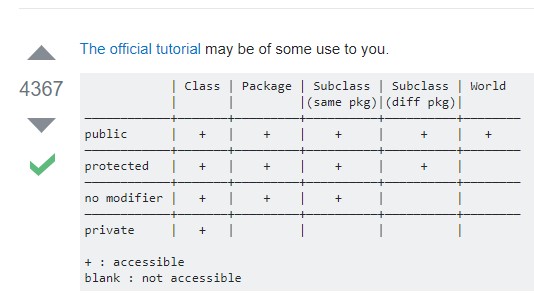 The official tutorial may be of some use to you.
4367
| Class | Package | Subclass | Subclass | World
| | |(same pkg)|(diff pkg)|
public | + | + | + | + | +
protected | + | + | + | + |
no modifier | + | + | + | |
private | + | | | |
+ : accessible
blank : not accessible